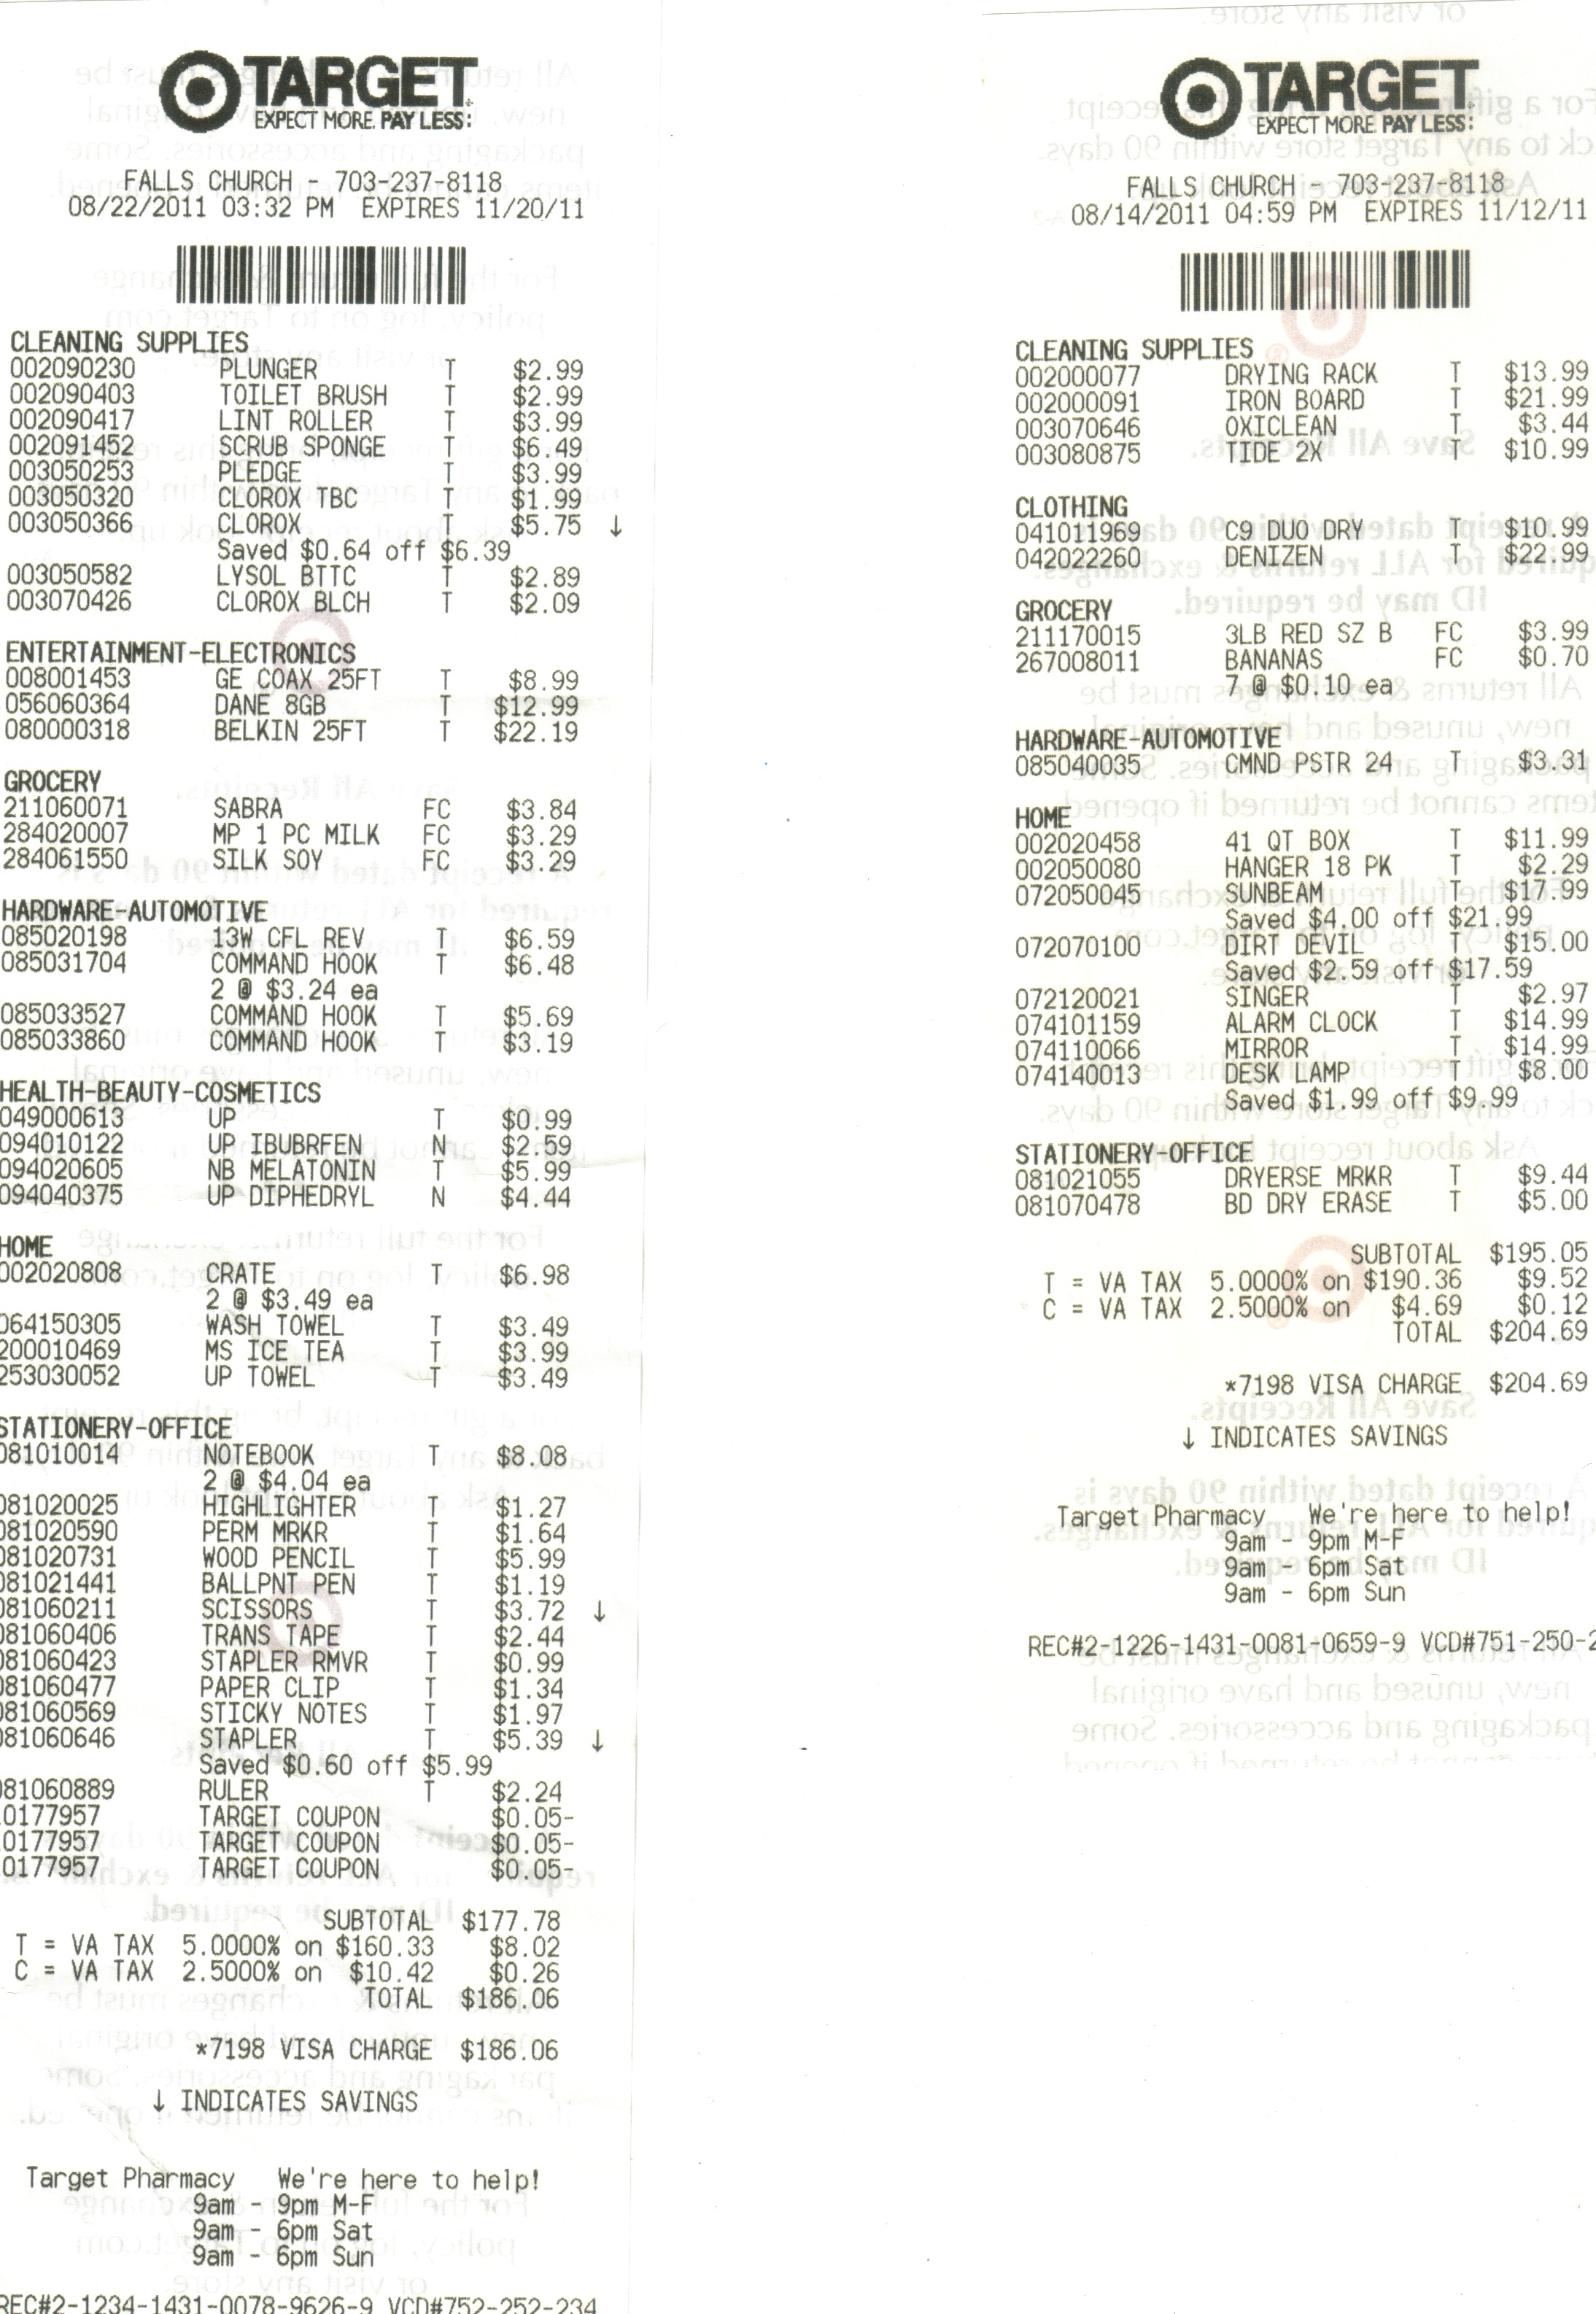 TARGET
EXPECT MORE. PAY LESS.
FALLS CHURCH - 703-237-8118
08/22/2011 03:32 PM EXPIRES 11/20/11
CLEANING SUPPLIES
002090230 PLUNGER T $2.99
002090403 TOILET BRUSH T $2.99
002090417 LINT ROLLER T $3.99
002091452 SCRUB SPONGE T $6.49
003050253 PLEDGE T $3.99
003050320 CLOROX TBC T $1.99
003050366 CLOROX T $5.75 ↓
Saved $0.64 off $6.39
003050582 LYSOL BTTC T $2.89
003070426 CLOROX BLCH T $2.09
ENTERTAINMENT-ELECTRONICS
008001453 GE COAX 25FT T $8.99
056060364 DANE 8GB T $12.99
080000318 BELKIN 25FT T $22.19
GROCERY
211060071 SABRA FC $3.84
284020007 MP 1 PC MILK FC $3.29
284061550 SILK SOY FC $3.29
HARDWARE-AUTOMOTIVE
085020198 13W CFL REV T $6.59
085031704 COMMAND HOOK T $6.48
2 @ $3.24 ea
085033527 COMMAND HOOK T $5.69
085033860 COMMAND HOOK T $3.19
HEALTH-BEAUTY-COSMETICS
049000613 UP T $0.99
094010122 UP IBUBRFEN N $2.59
094020605 NB MELATONIN T $5.99
094040375 UP DIPHEDRYL N $4.44
HOME
002020808 CRATE T $6.98
2 @ $3.49 ea
064150305 WASH TOWEL T $3.49
200010469 MS ICE TEA T $3.99
253030052 UP TOWEL T $3.49
STATIONERY-OFFICE
081010014 NOTEBOOK T $8.08
2 @ $4.04 ea
081020025 HIGHLIGHTER T $1.27
081020590 PERM MRKR T $1.64
081020731 WOOD PENCIL T $5.99
081021441 BALLPNT PEN T $1.19
081060211 SCISSORS T $3.72 ↓
081060406 TRANS TAPE T $2.44
081060423 STAPLER RMVR T $0.99
081060477 PAPER CLIP T $1.34
081060569 STICKY NOTES T $1.97
081060646 STAPLER T $5.39 ↓
Saved $0.60 off $5.99
081060889 RULER T $2.24
0177957 TARGET COUPON $0.05-
0177957 TARGET COUPON $0.05-
0177957 TARGET COUPON $0.05-
SUBTOTAL $177.78
T = VA TAX 5.0000% on $160.33 $8.02
C = VA TAX 2.5000% on $10.42 $0.26
TOTAL $186.06
*7198 VISA CHARGE $186.06
↓ INDICATES SAVINGS
Target Pharmacy We're here to help!
9am - 9pm M-F
9am - 6pm Sat
9am - 6pm Sun
REC#2-1234-1431-0078-9626-9 VCD#752-252-234
TARGET
EXPECT MORE. PAY LESS.
FALLS CHURCH - 703-237-8118
08/14/2011 04:59 PM EXPIRES 11/12/11
CLEANING SUPPLIES
002000077 DRYING RACK T $13.99
002000091 IRON BOARD T $21.99
003070646 OXICLEAN T $3.44
003080875 TIDE 2X T $10.99
CLOTHING
041011969 C9 DUO DRY T $10.99
042022260 DENIZEN T $22.99
GROCERY
211170015 3LB RED SZ B FC $3.99
267008011 BANANAS FC $0.70
7 @ $0.10 ea
HARDWARE-AUTOMOTIVE
085040035 CMND PSTR 24 T $3.31
HOME
002020458 41 QT BOX T $11.99
002050080 HANGER 18 PK T $2.29
072050045 SUNBEAM T $17.99
Saved $4.00 off $21.99
072070100 DIRT DEVIL T $15.00
Saved $2.59 off $17.59
072120021 SINGER T $2.97
074101159 ALARM CLOCK T $14.99
074110066 MIRROR T $14.99
074140013 DESK LAMP T $8.00
Saved $1.99 off $9.99
STATIONERY-OFFICE
081021055 DRYERSE MRKR T $9.44
081070478 BD DRY ERASE T $5.00
SUBTOTAL $195.05
T = VA TAX 5.0000% on $190.36 $9.52
C = VA TAX 2.5000% on $4.69 $0.12
TOTAL $204.69
*7198 VISA CHARGE $204.69
↓ INDICATES SAVINGS
Target Pharmacy We're here to help!
9am - 9pm M-F
9am - 6pm Sat
9am - 6pm Sun
REC#2-1226-1431-0081-0659-9 VCD#751-250-2